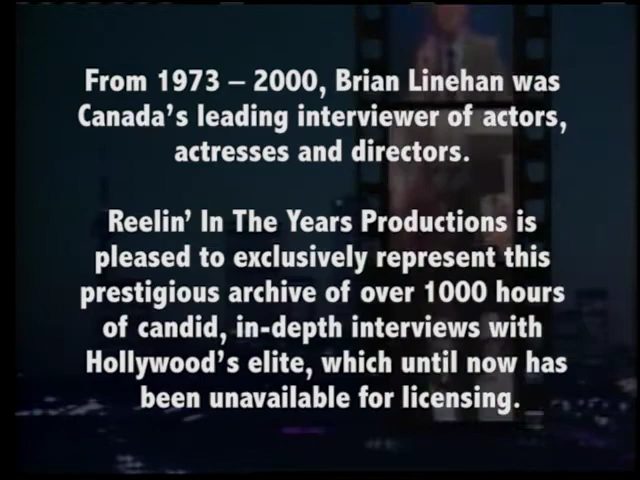 From 1973 – 2000, Brian Linehan was
Canada's leading interviewer of actors,
actresses and directors.
Reelin' In The Years Productions is
pleased to exclusively represent this
prestigious archive of over 1000 hours
of candid, in-depth interviews with
Hollywood's elite, which until now has
been unavailable for licensing.